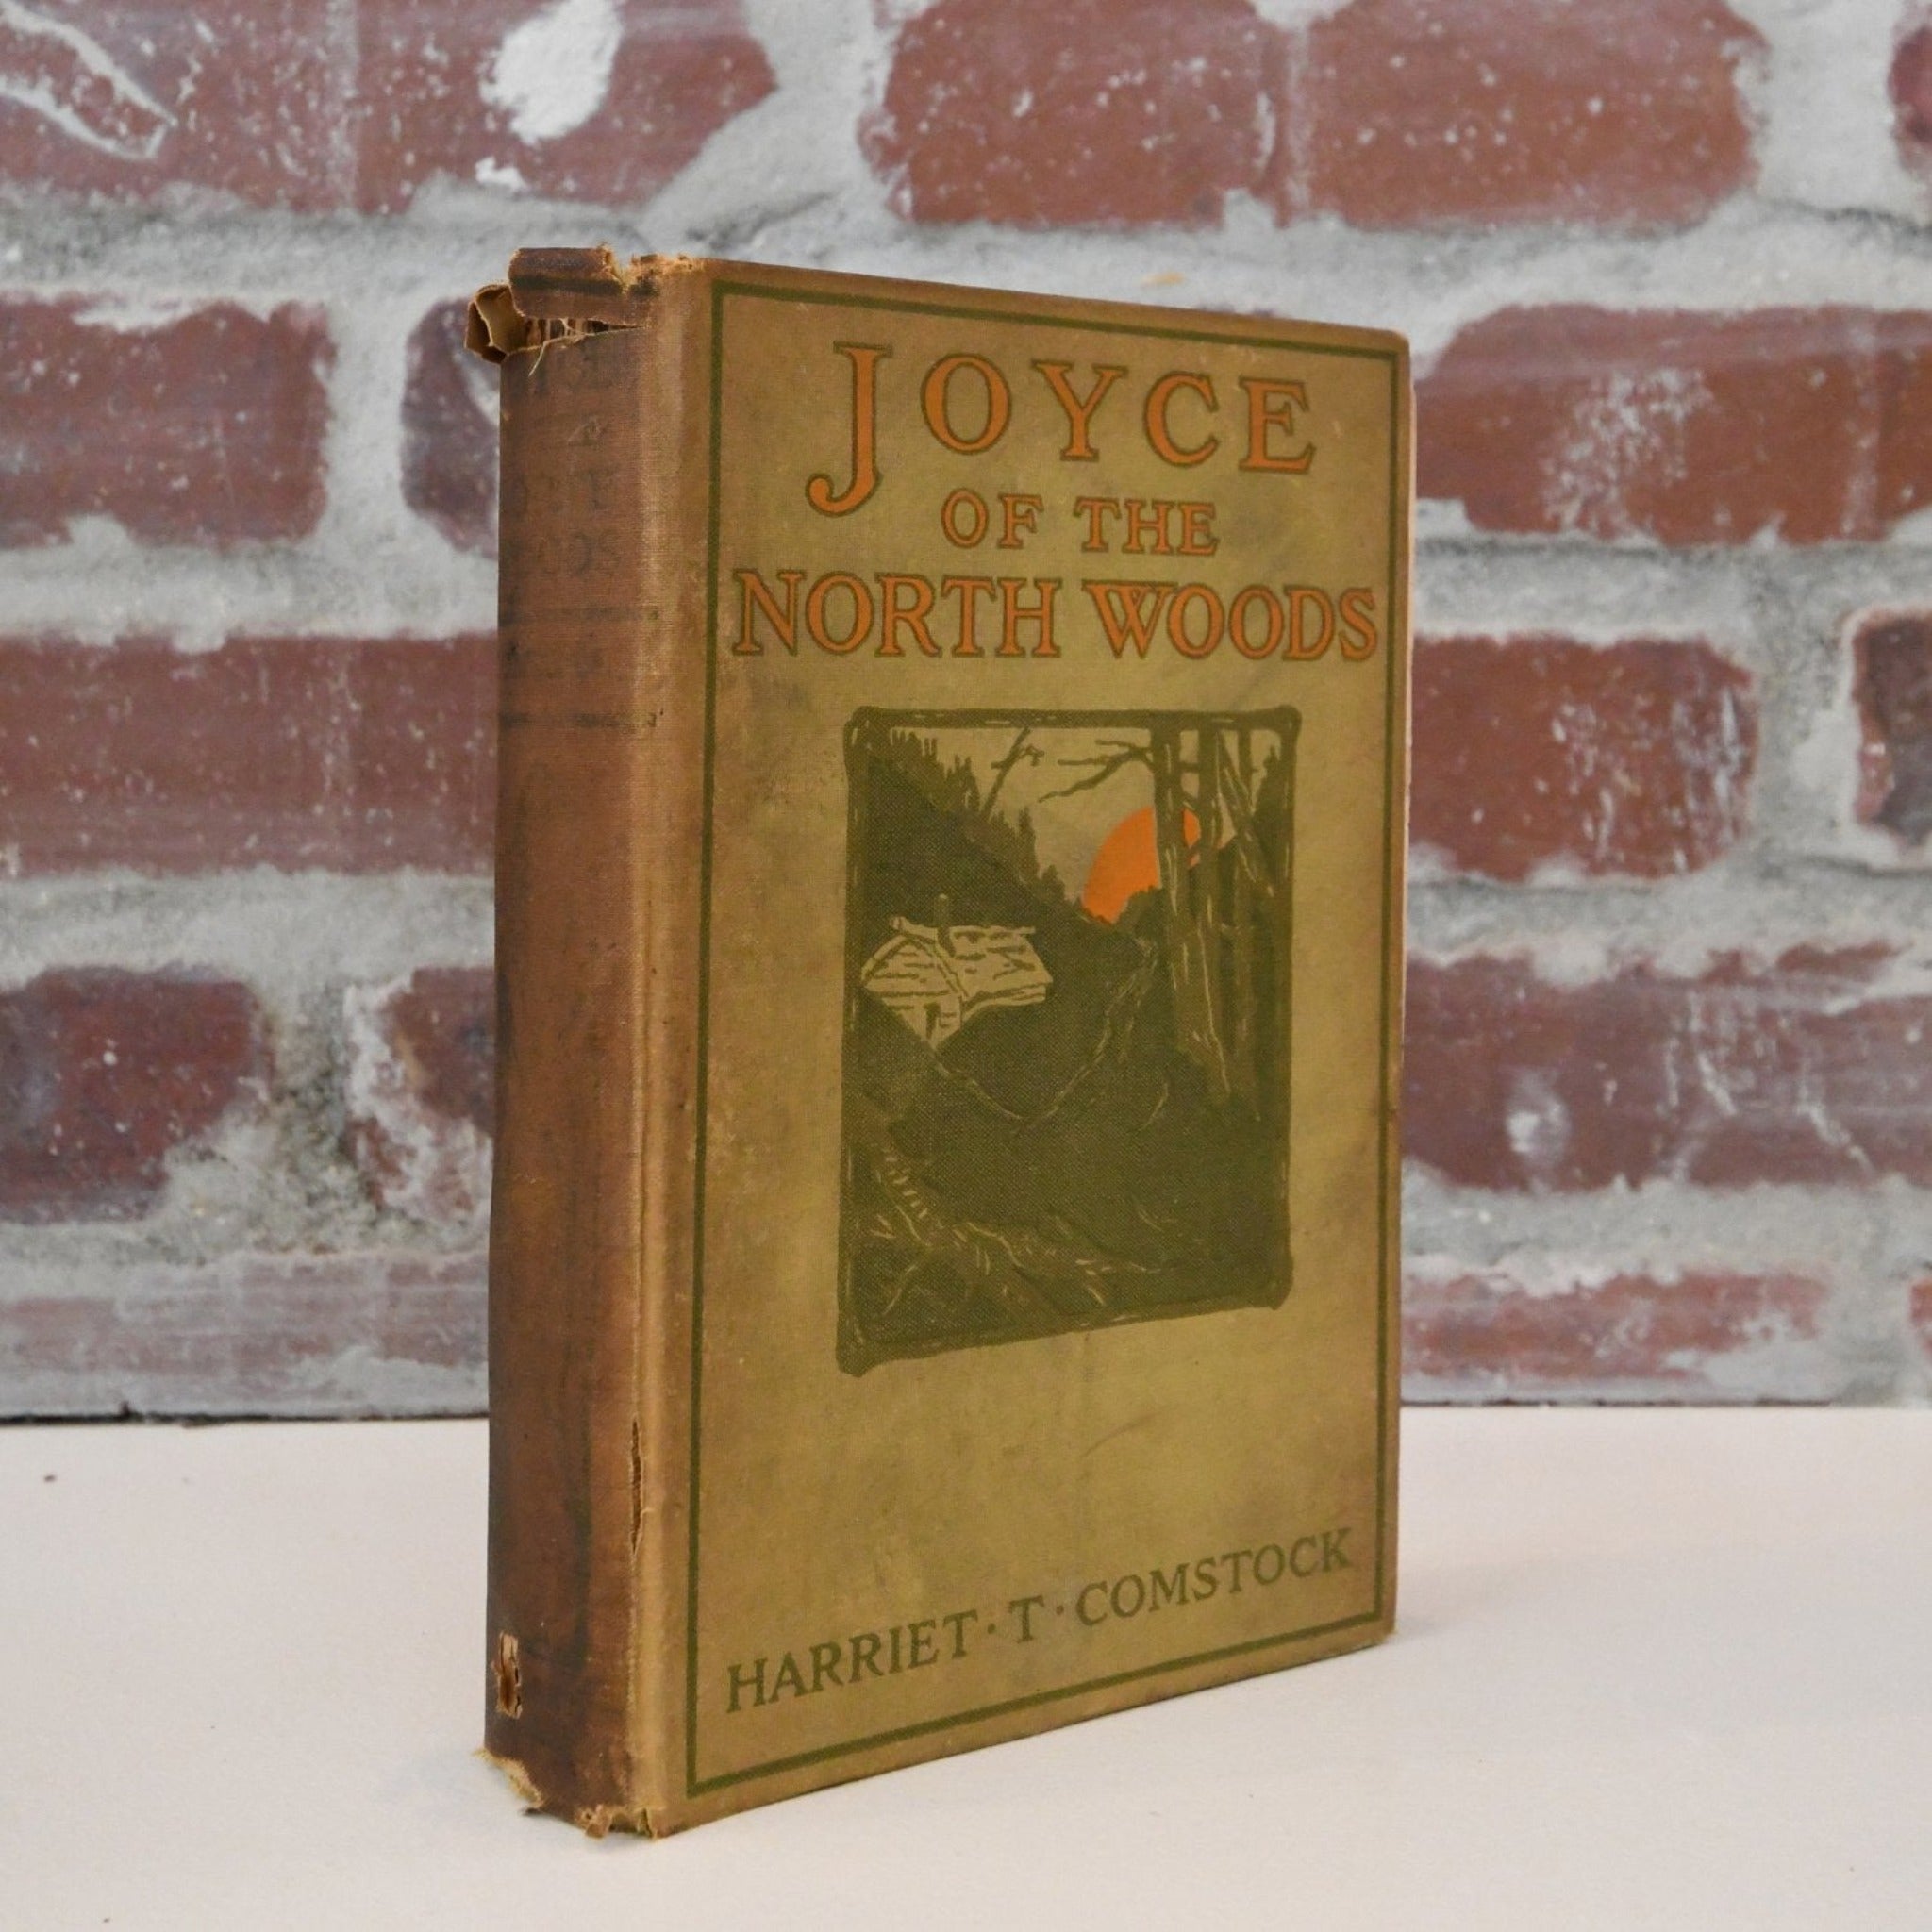 JOYCE
OF THE
NORTH WOODS
HARRIET · T · COMSTOCK